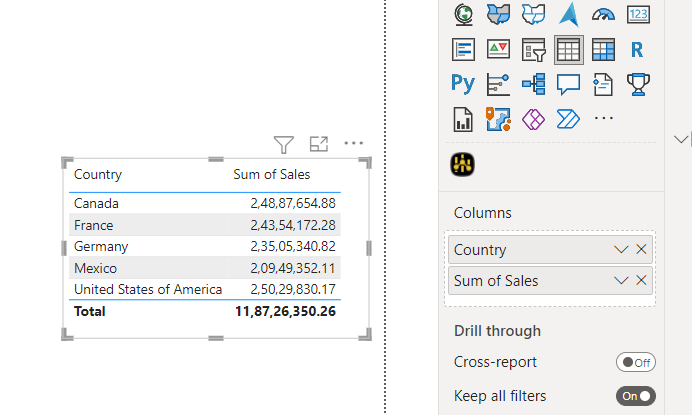 123
R
Py
Country Sum of Sales
Canada 2,48,87,654.88
France 2,43,54,172.28
Germany 2,35,05,340.82
Mexico 2,09,49,352.11
United States of America 2,50,29,830.17
Total 11,87,26,350.26
Columns
Country
Sum of Sales
Drill through
Cross-report Off
Keep all filters On